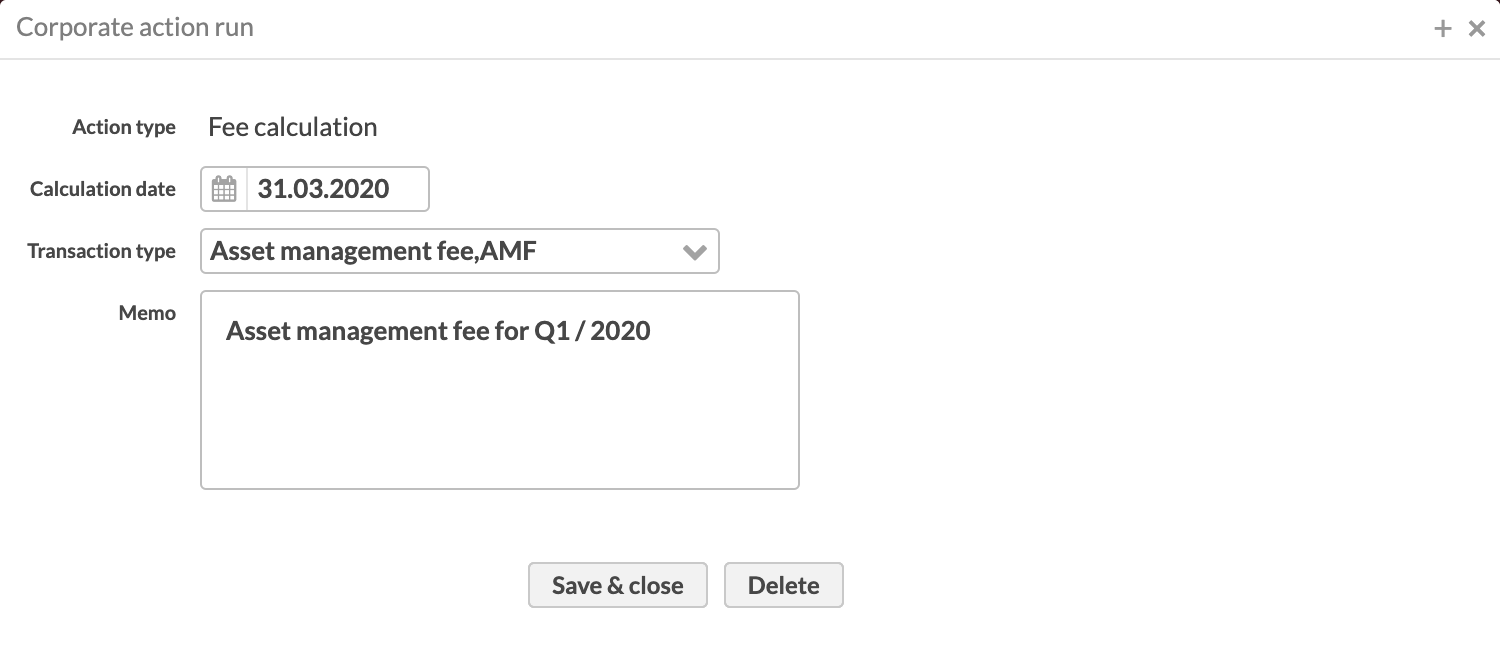 Corporate action run
Action type Fee calculation
Calculation date 31.03.2020
Transaction type Asset management fee,AMF
Memo Asset management fee for Q1 / 2020
Save & close Delete